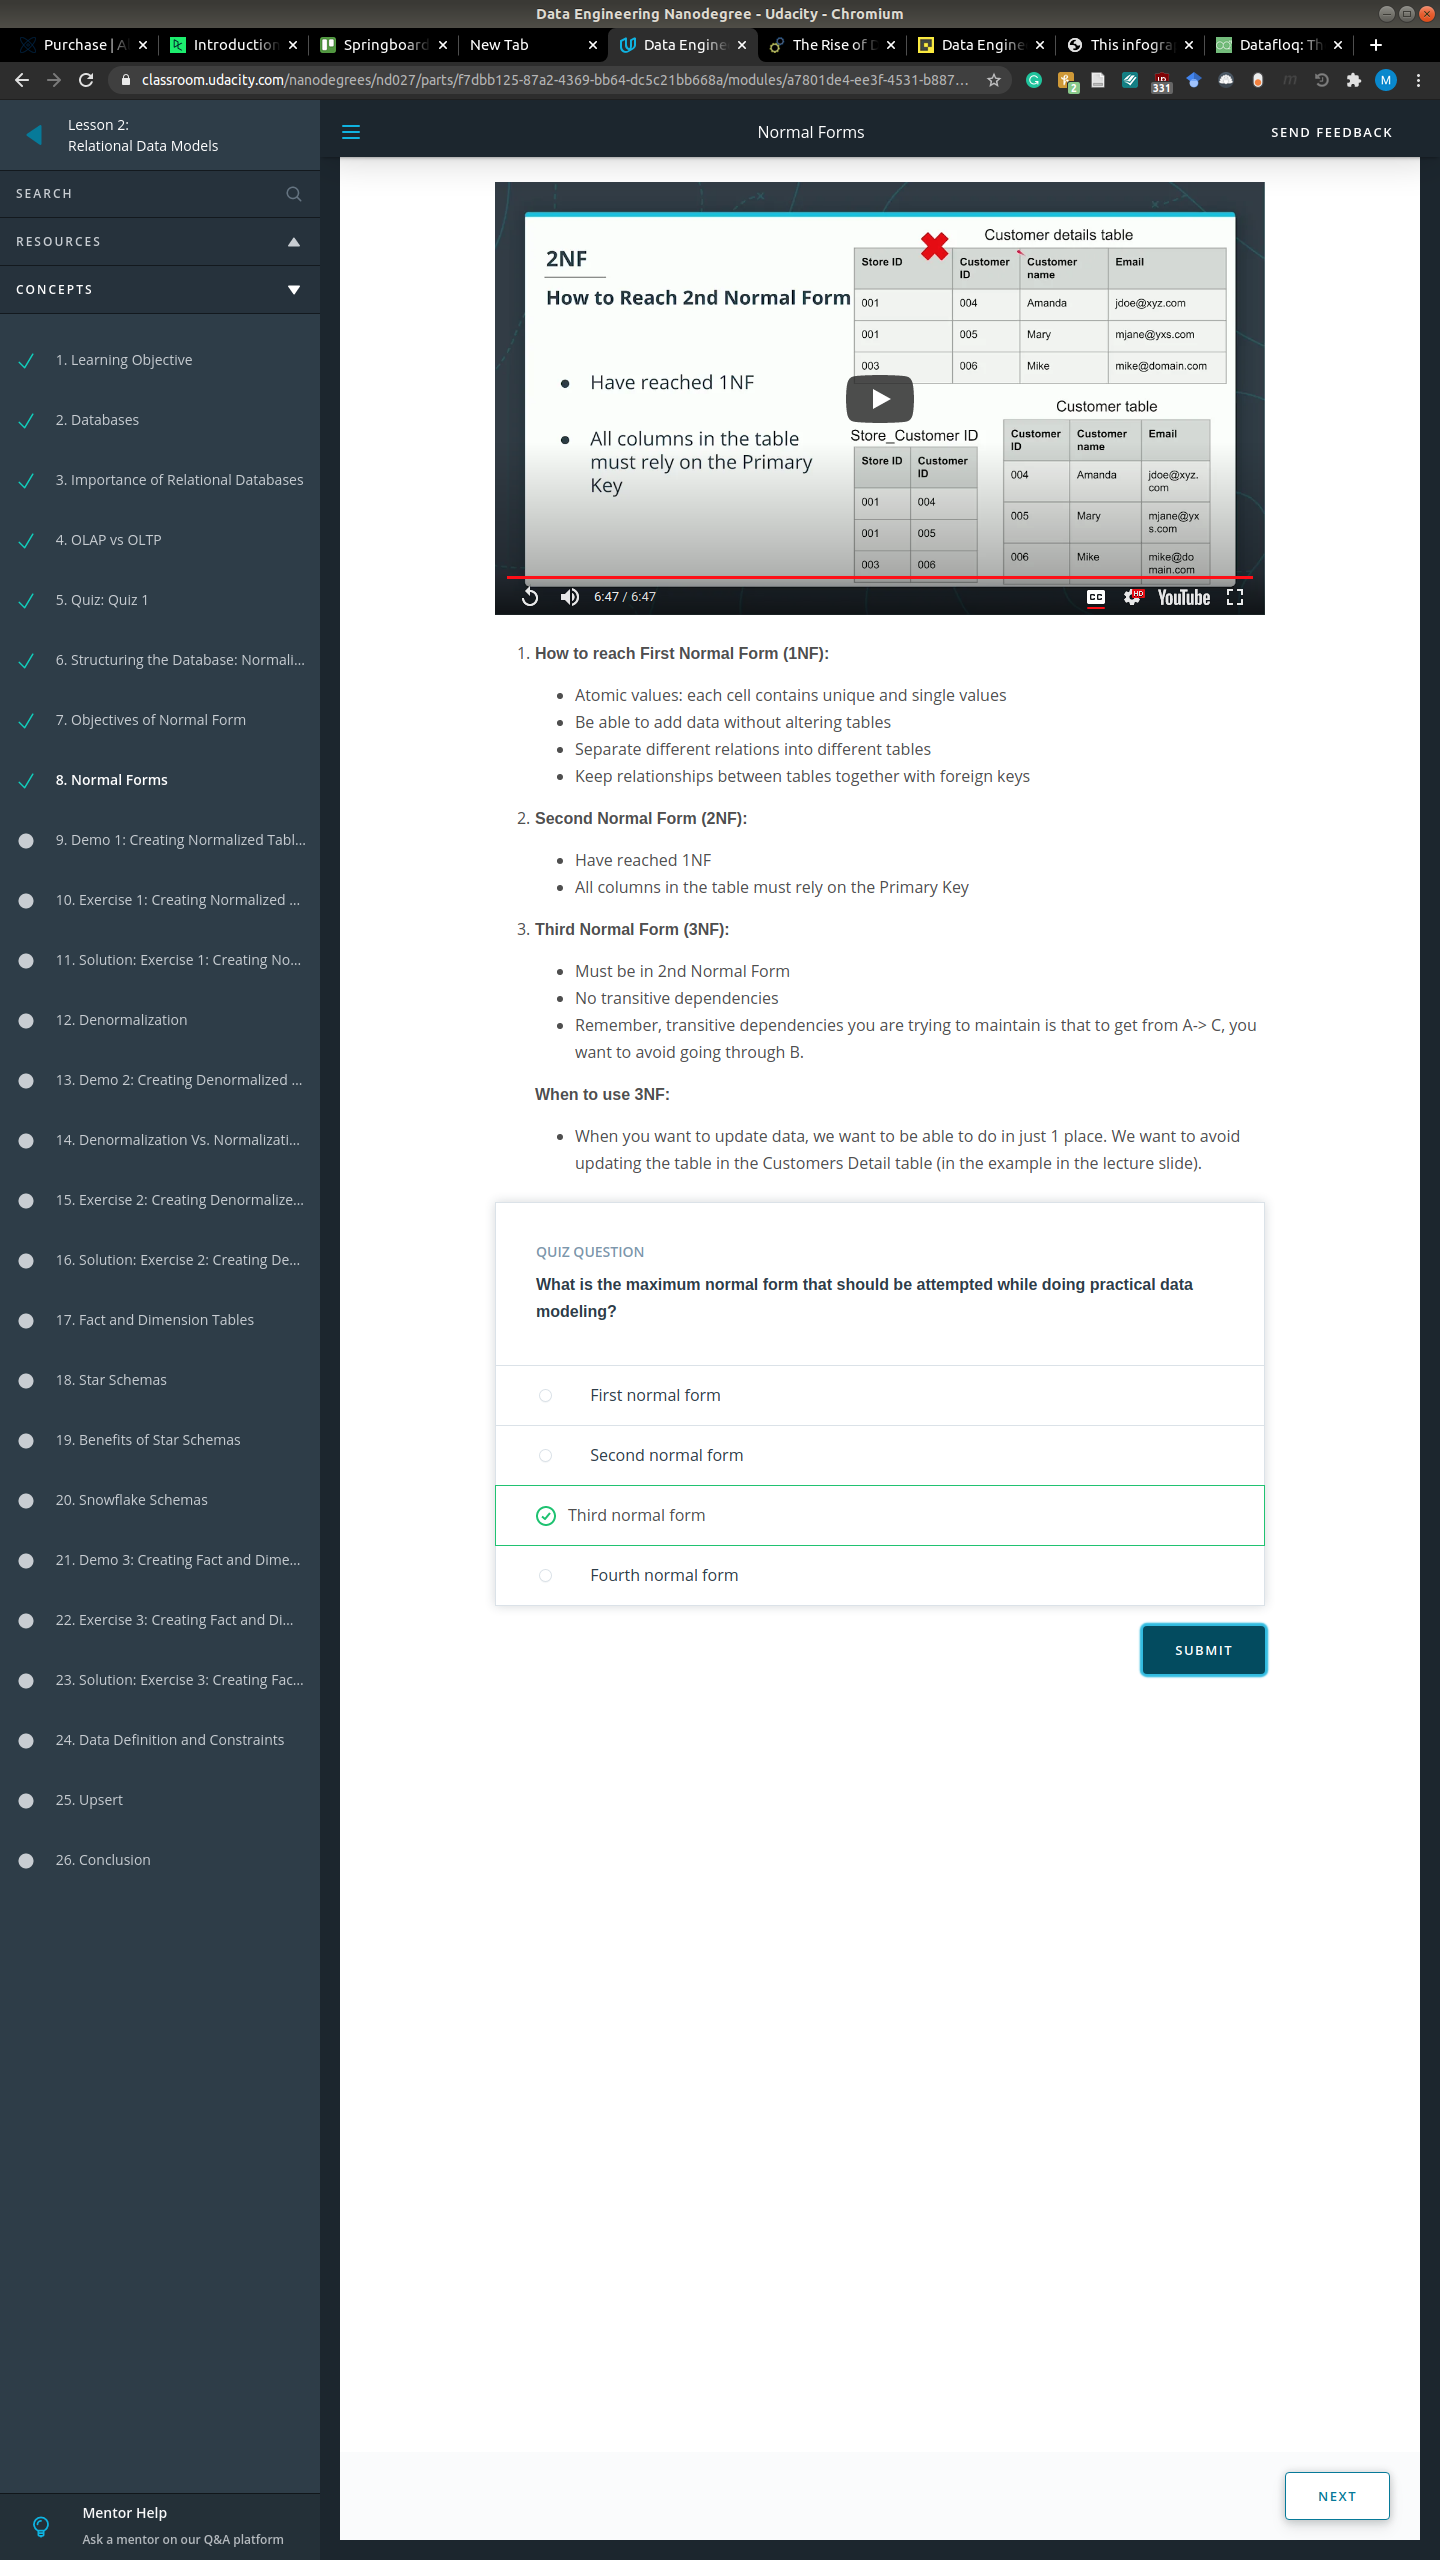 Data Engineering Nanodegree - Udacity - Chromium
Purchase | Al
Introduction
Springboard
New Tab
Data Engine
The Rise of D
Data Engine
This infogra
Datafloq: Th
classroom.udacity.com/nanodegrees/nd027/parts/f7dbb125-87a2-4369-bb64-dc5c21bb668a/modules/a7801de4-ee3f-4531-b887...
2
331
M
Lesson 2:
Relational Data Models
Normal Forms
SEND FEEDBACK
SEARCH
RESOURCES
CONCEPTS
1. Learning Objective
2. Databases
3. Importance of Relational Databases
4. OLAP vs OLTP
5. Quiz: Quiz 1
6. Structuring the Database: Normali...
7. Objectives of Normal Form
8. Normal Forms
9. Demo 1: Creating Normalized Tabl...
10. Exercise 1: Creating Normalized ...
11. Solution: Exercise 1: Creating No...
12. Denormalization
13. Demo 2: Creating Denormalized ...
14. Denormalization Vs. Normalizati...
15. Exercise 2: Creating Denormalize...
16. Solution: Exercise 2: Creating De...
17. Fact and Dimension Tables
18. Star Schemas
19. Benefits of Star Schemas
20. Snowflake Schemas
21. Demo 3: Creating Fact and Dime...
22. Exercise 3: Creating Fact and Di...
23. Solution: Exercise 3: Creating Fac...
24. Data Definition and Constraints
25. Upsert
26. Conclusion
Mentor Help
Ask a mentor on our Q&A platform
2NF
How to Reach 2nd Normal Form
● Have reached 1NF
● All columns in the table
must rely on the Primary
Key
Customer details table
Store ID Customer ID Customer name Email
001 004 Amanda jdoe@xyz.com
001 005 Mary mjane@yxs.com
003 006 Mike mike@domain.com
Store_Customer ID
Store ID Customer ID
001 004
001 005
003 006
Customer table
Customer ID Customer name Email
004 Amanda jdoe@xyz.com
005 Mary mjane@yxs.com
006 Mike mike@domain.com
6:47 / 6:47
CC
HD
YouTube
1. How to reach First Normal Form (1NF):
• Atomic values: each cell contains unique and single values
• Be able to add data without altering tables
• Separate different relations into different tables
• Keep relationships between tables together with foreign keys
2. Second Normal Form (2NF):
• Have reached 1NF
• All columns in the table must rely on the Primary Key
3. Third Normal Form (3NF):
• Must be in 2nd Normal Form
• No transitive dependencies
• Remember, transitive dependencies you are trying to maintain is that to get from A-> C, you
want to avoid going through B.
When to use 3NF:
• When you want to update data, we want to be able to do in just 1 place. We want to avoid
updating the table in the Customers Detail table (in the example in the lecture slide).
QUIZ QUESTION
What is the maximum normal form that should be attempted while doing practical data
modeling?
First normal form
Second normal form
Third normal form
Fourth normal form
SUBMIT
NEXT